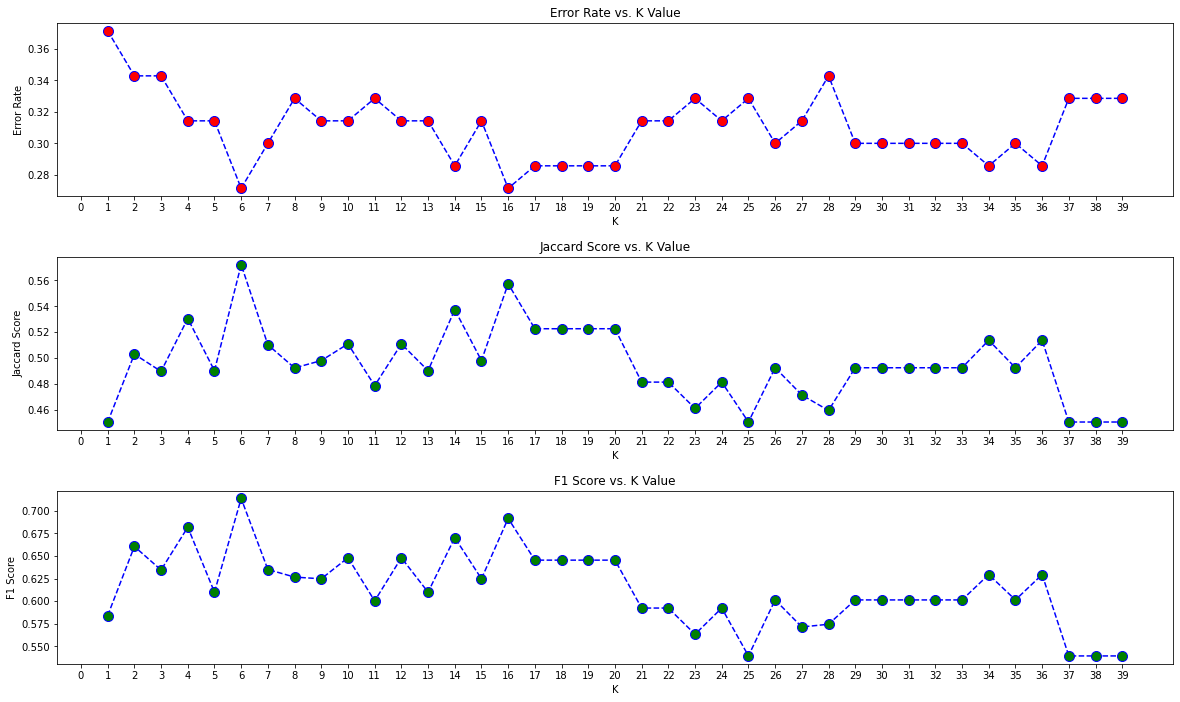 Error Rate vs. K Value
0.36
0.34
0.32
0.30
0.28
Error Rate
0 1 2 3 4 5 6 7 8 9 10 11 12 13 14 15 16 17 18 19 20 21 22 23 24 25 26 27 28 29 30 31 32 33 34 35 36 37 38 39
K
Jaccard Score vs. K Value
0.56
0.54
0.52
0.50
0.48
0.46
Jaccard Score
0 1 2 3 4 5 6 7 8 9 10 11 12 13 14 15 16 17 18 19 20 21 22 23 24 25 26 27 28 29 30 31 32 33 34 35 36 37 38 39
K
F1 Score vs. K Value
0.700
0.675
0.650
0.625
0.600
0.575
0.550
F1 Score
0 1 2 3 4 5 6 7 8 9 10 11 12 13 14 15 16 17 18 19 20 21 22 23 24 25 26 27 28 29 30 31 32 33 34 35 36 37 38 39
K